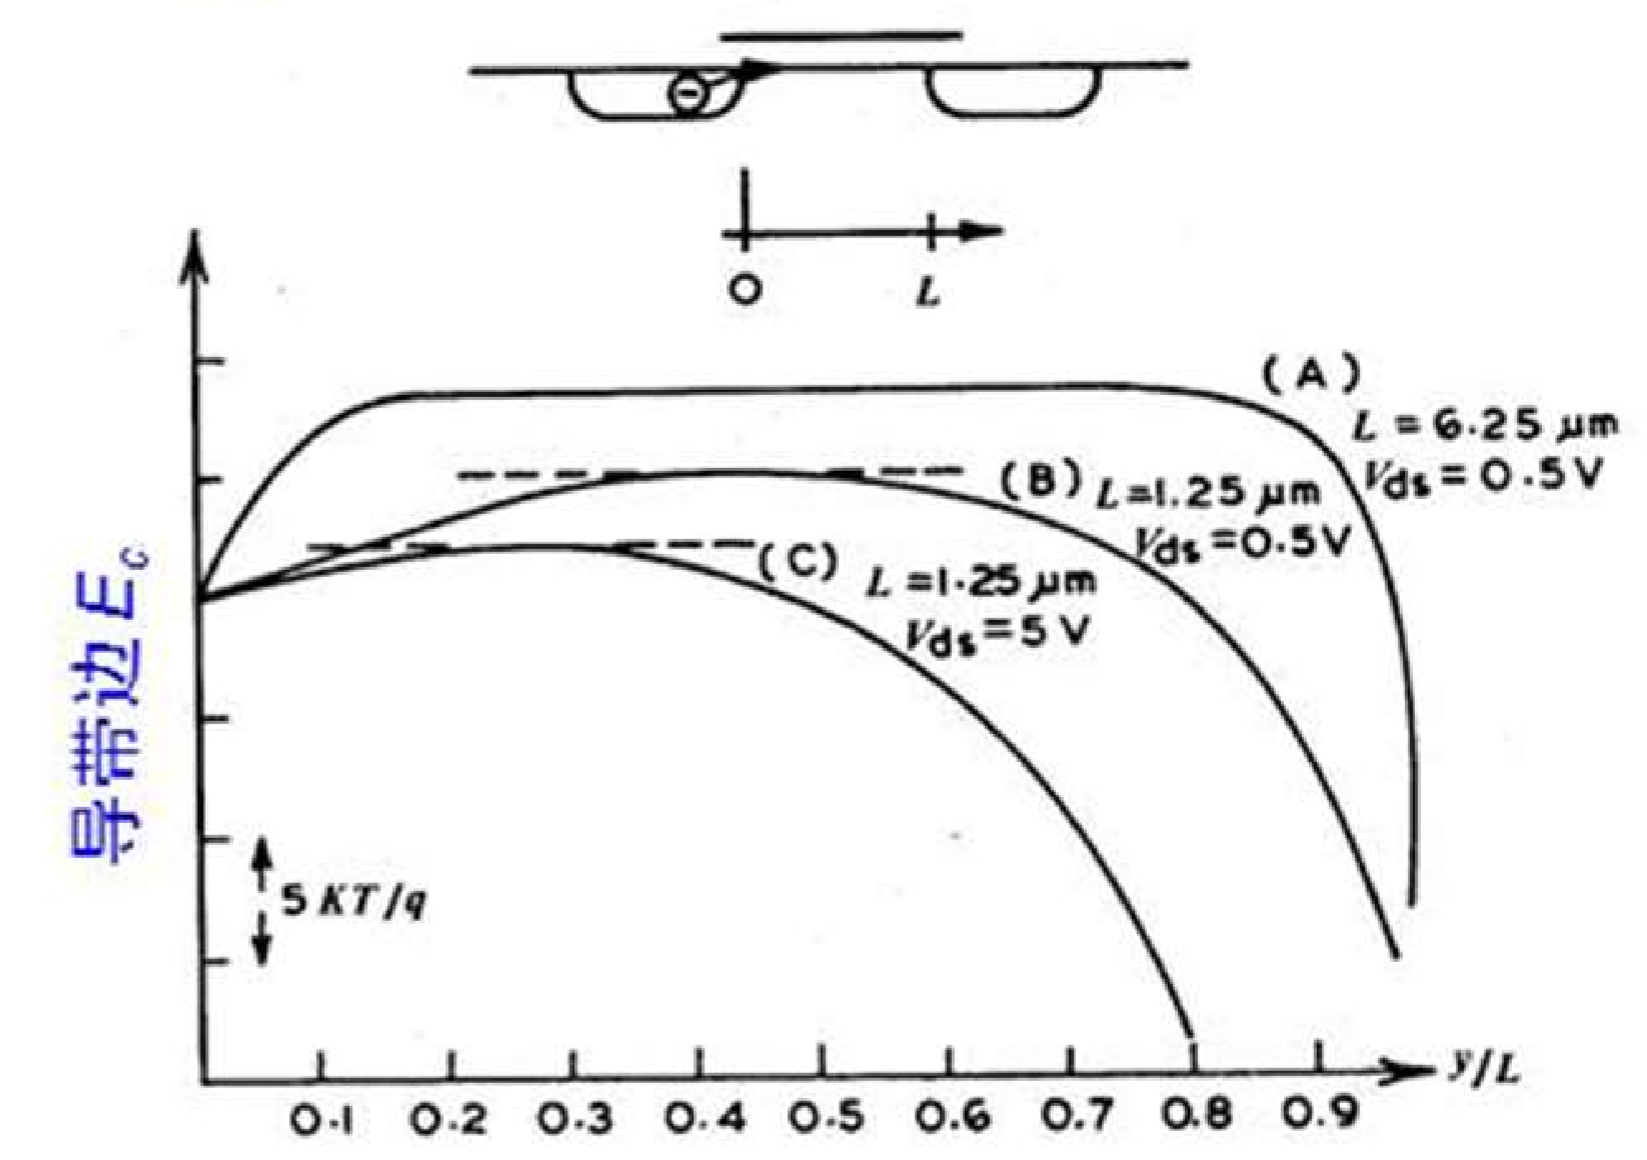 O L
(A)
L = 6.25 μm
Vds = 0.5 V
(B) L=1.25 μm
Vds =0.5V
(C) L =1.25 μm
Vds =5 V
导带边 Ec
5 KT/q
y/L
0.1 0.2 0.3 0.4 0.5 0.6 0.7 0.8 0.9